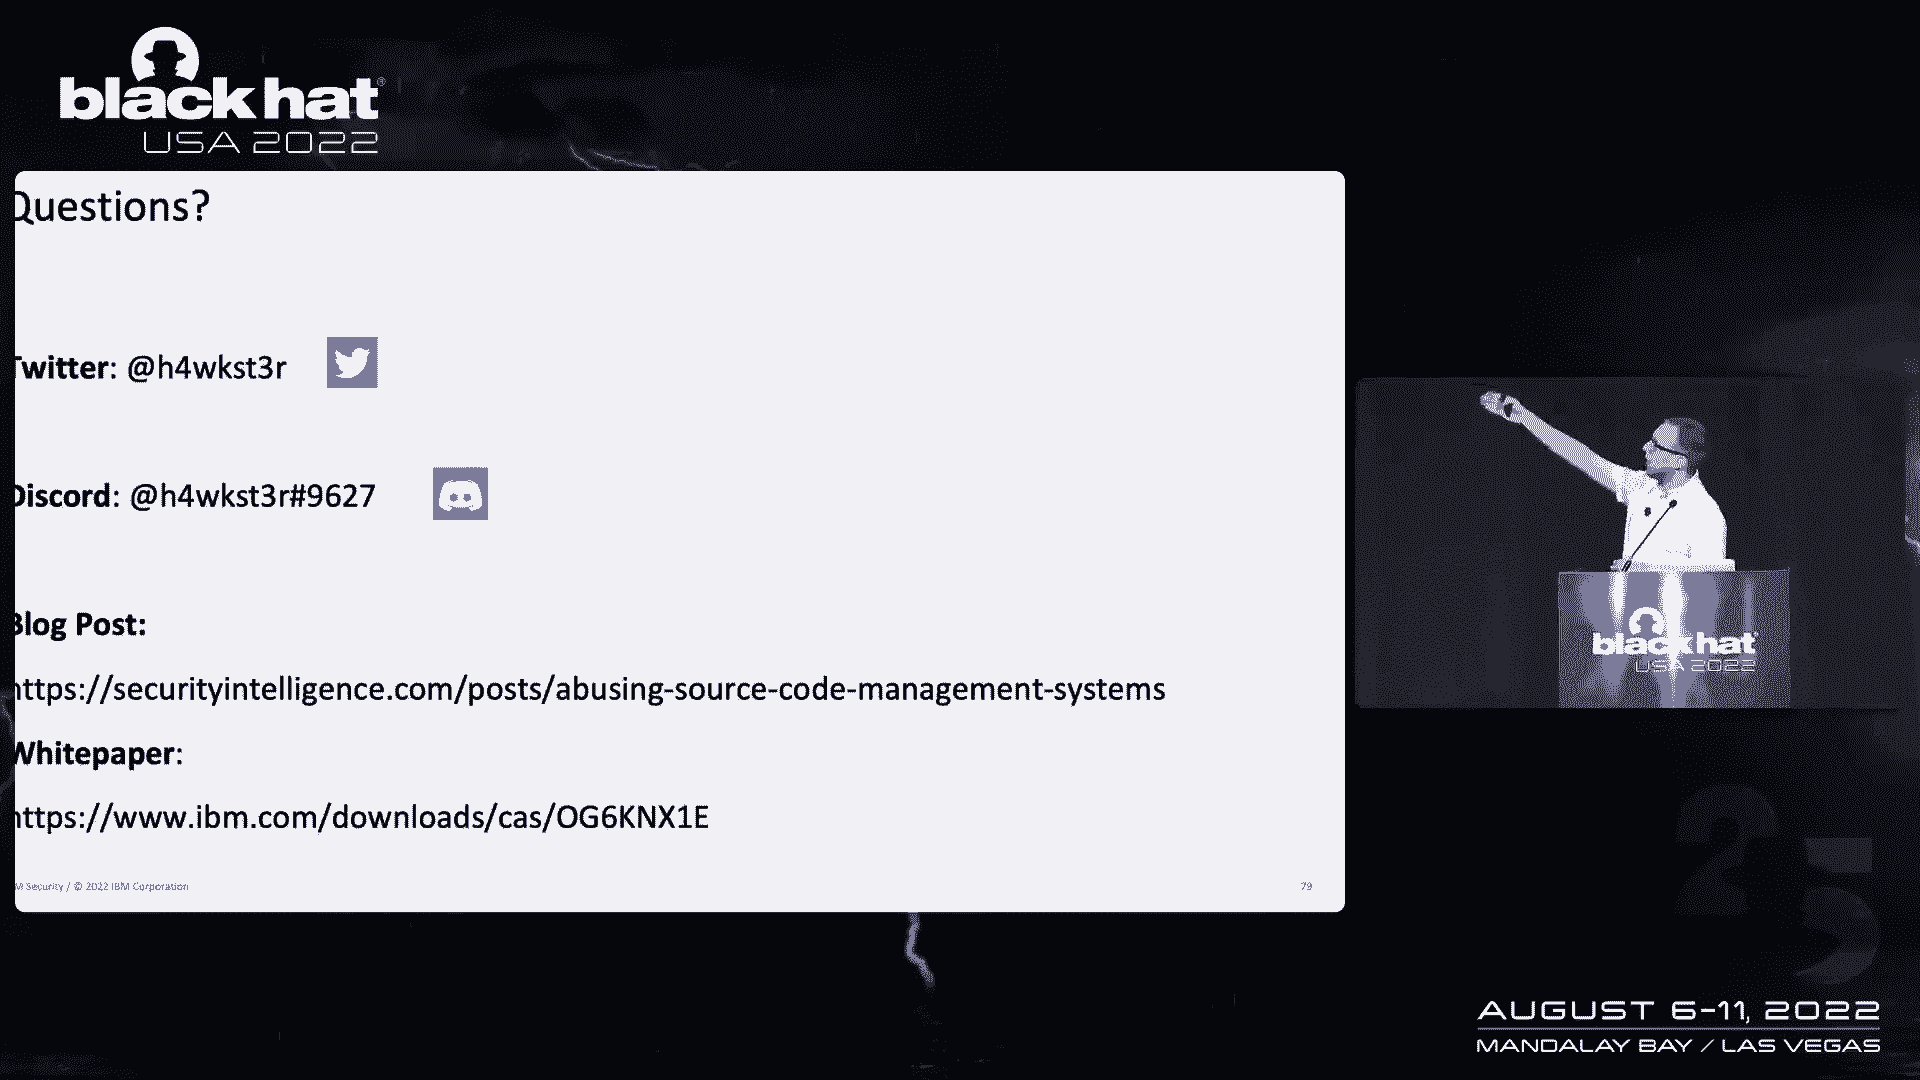 black hat®
USA 2022
Questions?
Twitter: @h4wkst3r
Discord: @h4wkst3r#9627
Blog Post:
https://securityintelligence.com/posts/abusing-source-code-management-systems
Whitepaper:
https://www.ibm.com/downloads/cas/OG6KNX1E
M Security / © 2022 IBM Corporation
79
black hat
USA 2022
25
AUGUST 6-11, 2022
MANDALAY BAY / LAS VEGAS